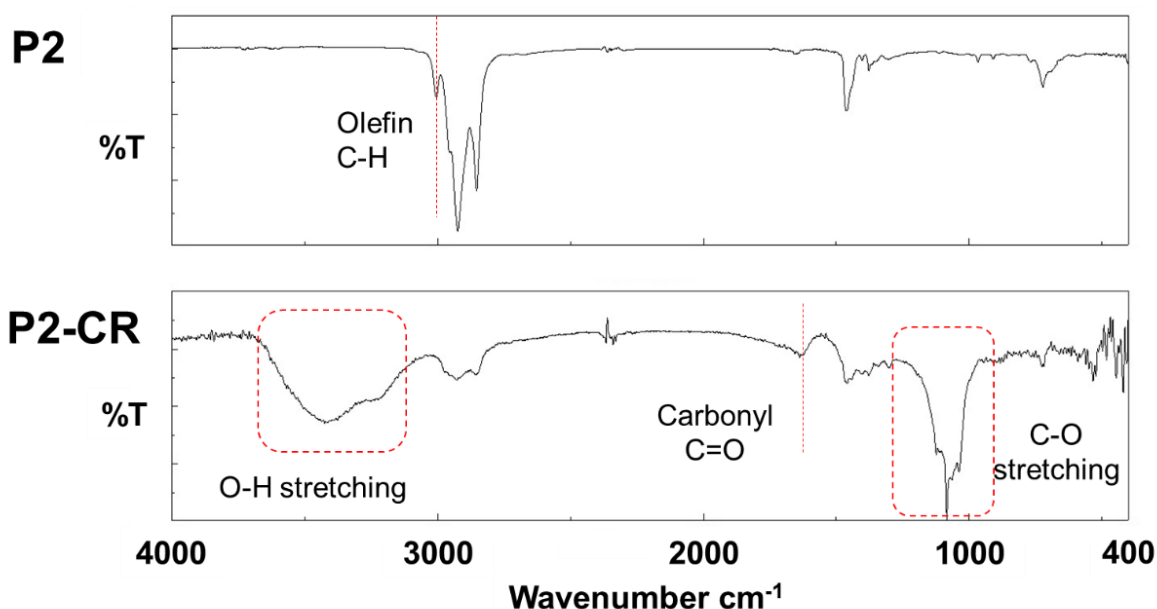 P2
%T
Olefin
C-H
P2-CR
%T
O-H stretching
Carbonyl
C=O
C-O
stretching
4000
3000
2000
1000
400
Wavenumber cm-1